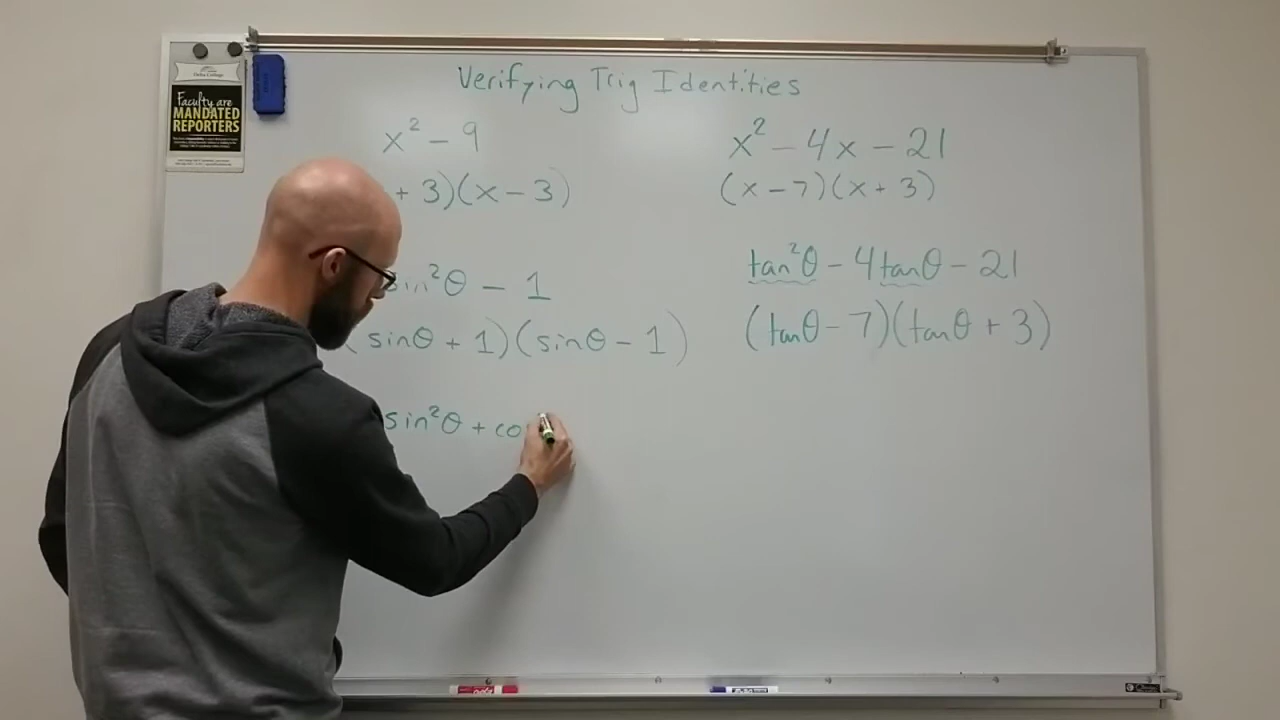 Verifying Trig Identities
x² − 9
+ 3)(x − 3)
sin²θ − 1
(sinθ + 1)(sinθ − 1)
sin²θ + co
x² − 4x − 21
(x − 7)(x + 3)
tan²θ − 4tanθ − 21
(tanθ − 7)(tanθ + 3)
Faculty are
MANDATED
REPORTERS